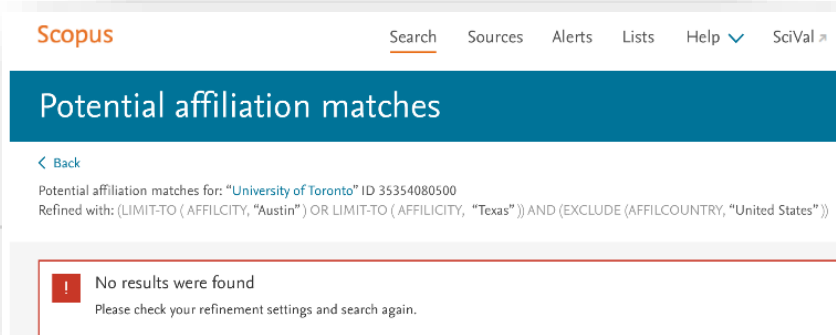 Scopus
Search Sources Alerts Lists Help SciVal
Potential affiliation matches
Back
Potential affiliation matches for: “University of Toronto” ID 35354080500
Refined with: (LIMIT-TO ( AFFILCITY, “Austin” ) OR LIMIT-TO ( AFFILICITY, “Texas” )) AND (EXCLUDE (AFFILCOUNTRY, “United States” ))
! No results were found
Please check your refinement settings and search again.